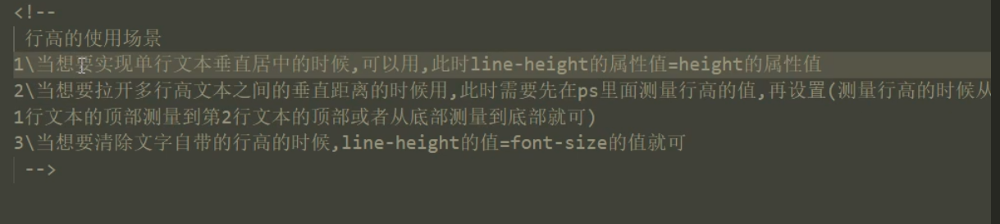 <!--
行高的使用场景
1\当想要实现单行文本垂直居中的时候,可以用,此时line-height的属性值=height的属性值
2\当想要拉开多行高文本之间的垂直距离的时候用,此时需要先在ps里面测量行高的值,再设置(测量行高的时候从
1行文本的顶部测量到第2行文本的顶部或者从底部测量到底部就可)
3\当想要清除文字自带的行高的时候,line-height的值=font-size的值就可
-->